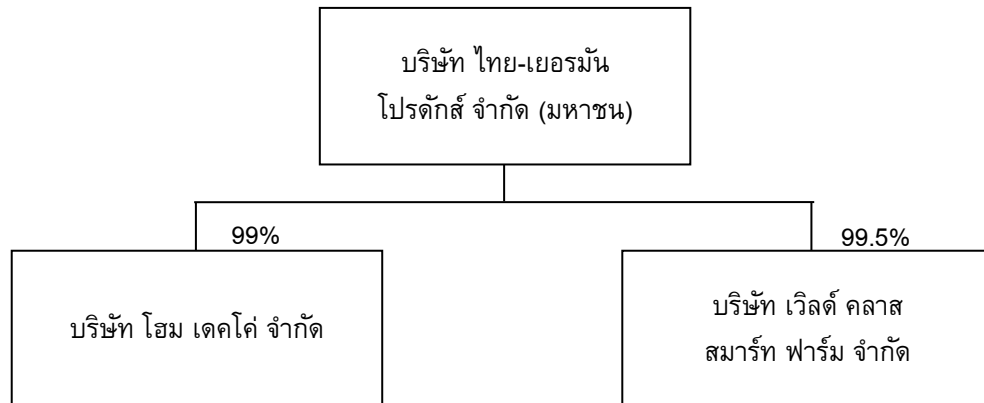 บริษัท ไทย-เยอรมัน
โปรดักส์ จำกัด (มหาชน)
99%
99.5%
บริษัท โฮม เดคโค่ จำกัด
บริษัท เวิลด์ คลาส
สมาร์ท ฟาร์ม จำกัด